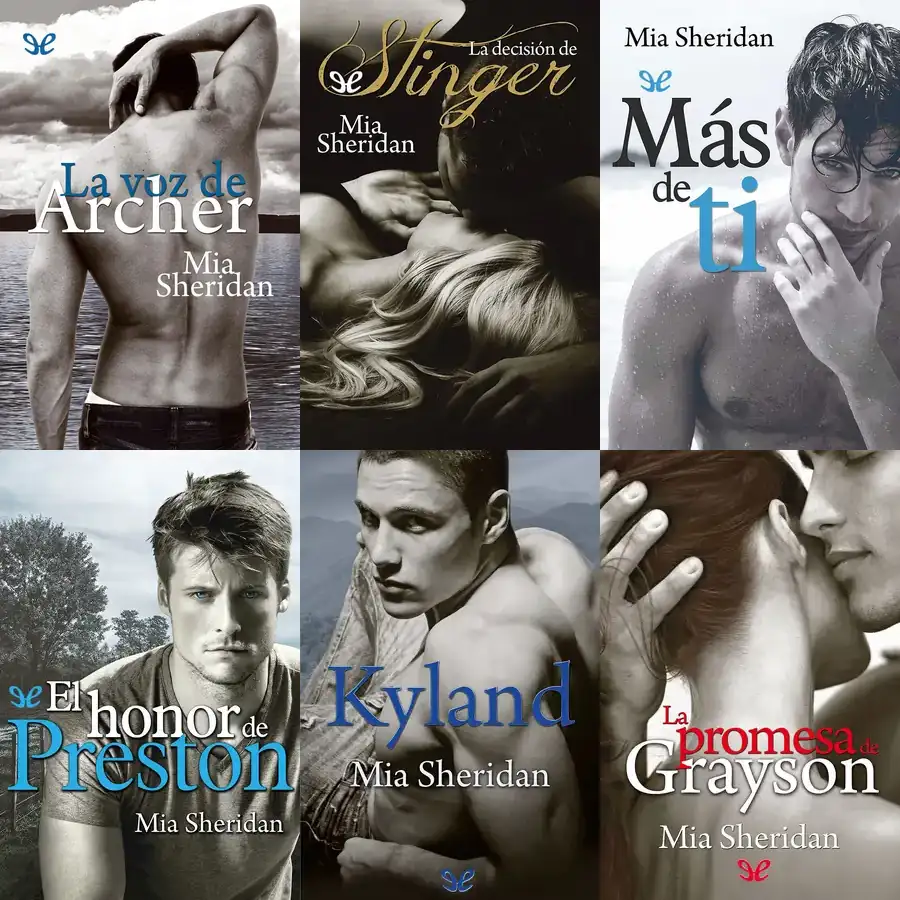 La voz de
Archer
Mia
Sheridan
La decisión de
Stinger
Mia
Sheridan
Mia Sheridan
Más
de ti
El honor de
Preston
Mia Sheridan
Kyland
Mia Sheridan
La
promesa de
Grayson
Mia Sheridan